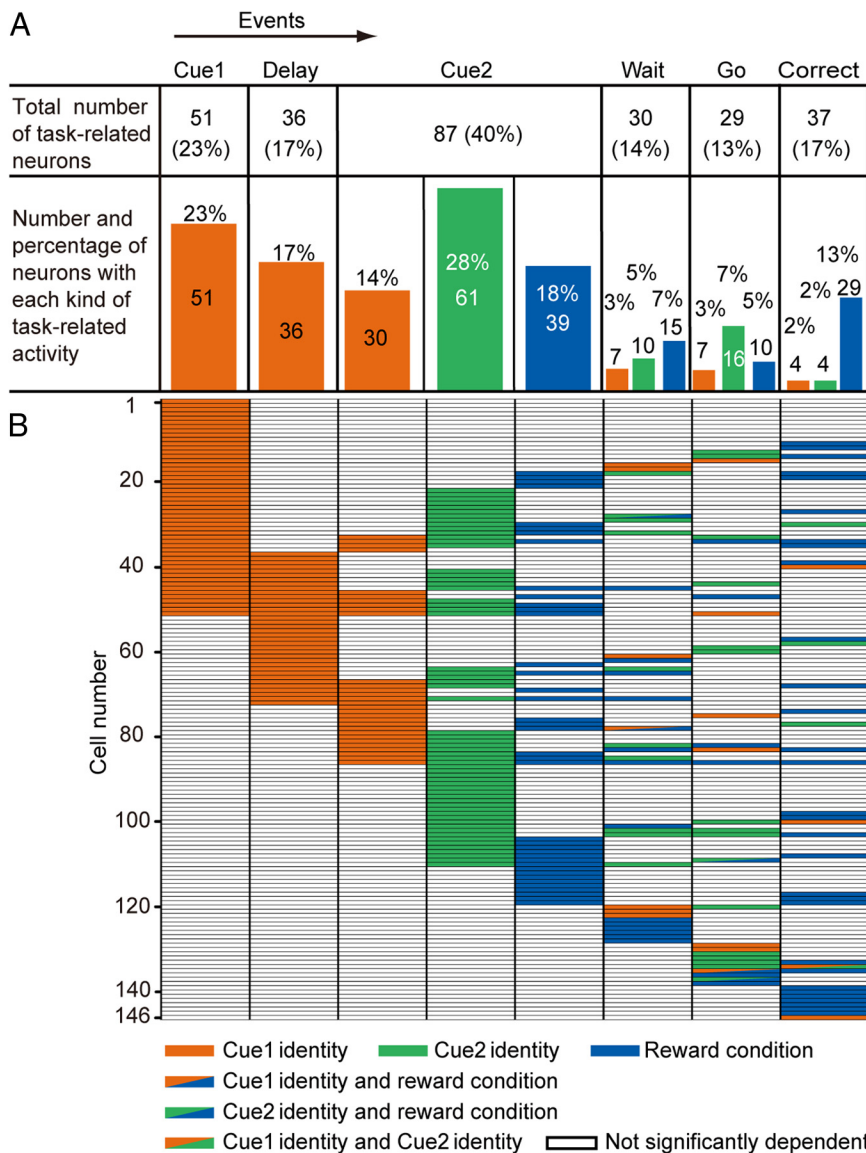 A
Events
Cue1 Delay Cue2 Wait Go Correct
Total number of task-related neurons
51 (23%)
36 (17%)
87 (40%)
30 (14%)
29 (13%)
37 (17%)
Number and percentage of neurons with each kind of task-related activity
23%
51
17%
36
14%
30
28%
61
18%
39
3% 5% 7%
7 10 15
3% 7% 5%
7 16 10
2% 2% 13%
4 4 29
B
Cell number
1
20
40
60
80
100
120
140
146
Cue1 identity Cue2 identity Reward condition
Cue1 identity and reward condition
Cue2 identity and reward condition
Cue1 identity and Cue2 identity Not significantly dependent